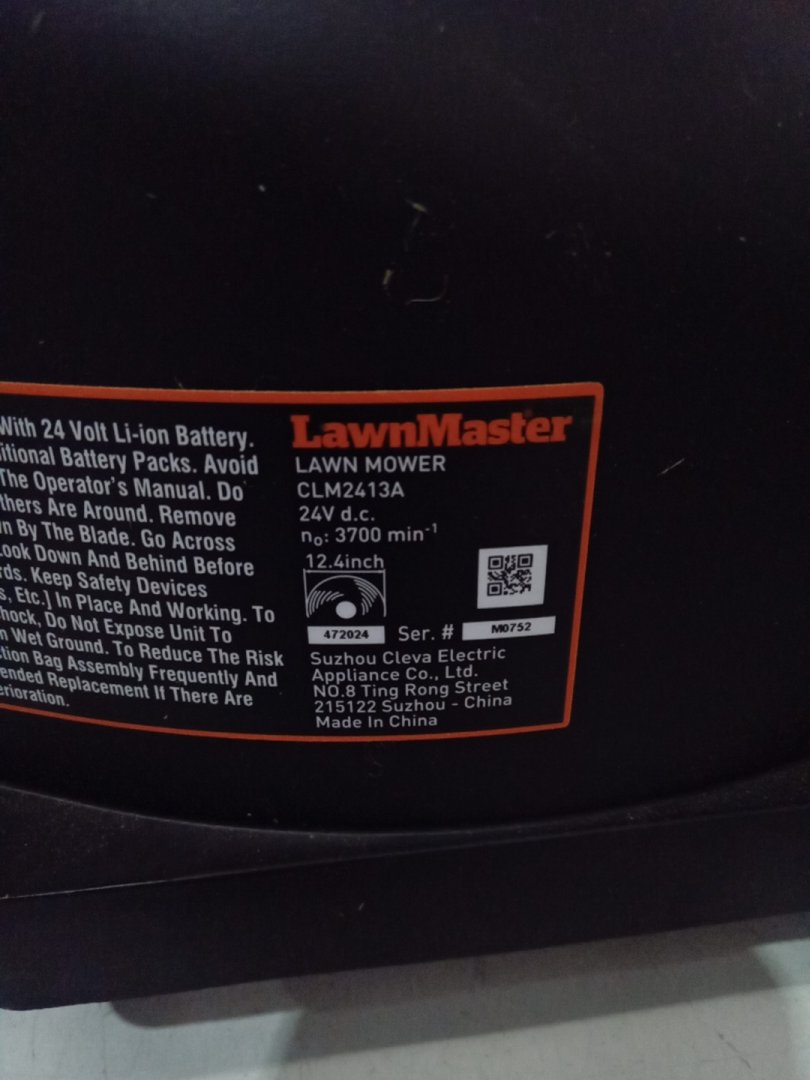 With 24 Volt Li-ion Battery.
itional Battery Packs. Avoid
The Operator's Manual. Do
thers Are Around. Remove
n By The Blade. Go Across
Look Down And Behind Before
rds. Keep Safety Devices
s, Etc.] In Place And Working. To
hock, Do Not Expose Unit To
n Wet Ground. To Reduce The Risk
ction Bag Assembly Frequently And
ended Replacement If There Are
erioration.
LawnMaster
LAWN MOWER
CLM2413A
24V d.c.
n₀: 3700 min⁻¹
12.4inch
472024 Ser. # M0752
Suzhou Cleva Electric
Appliance Co., Ltd.
NO.8 Ting Rong Street
215122 Suzhou - China
Made In China